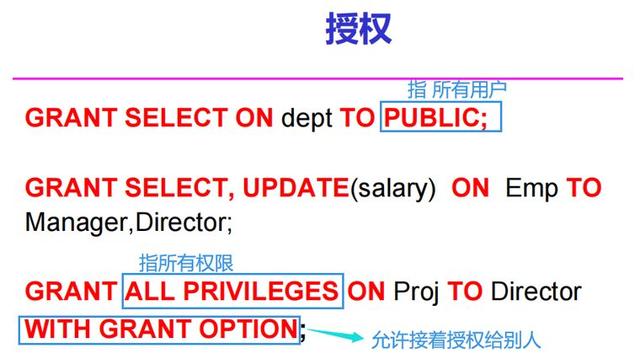 授权
指 所有用户
GRANT SELECT ON dept TO PUBLIC;
GRANT SELECT, UPDATE(salary) ON Emp TO
Manager,Director;
指所有权限
GRANT ALL PRIVILEGES ON Proj TO Director
WITH GRANT OPTION;
允许接着授权给别人